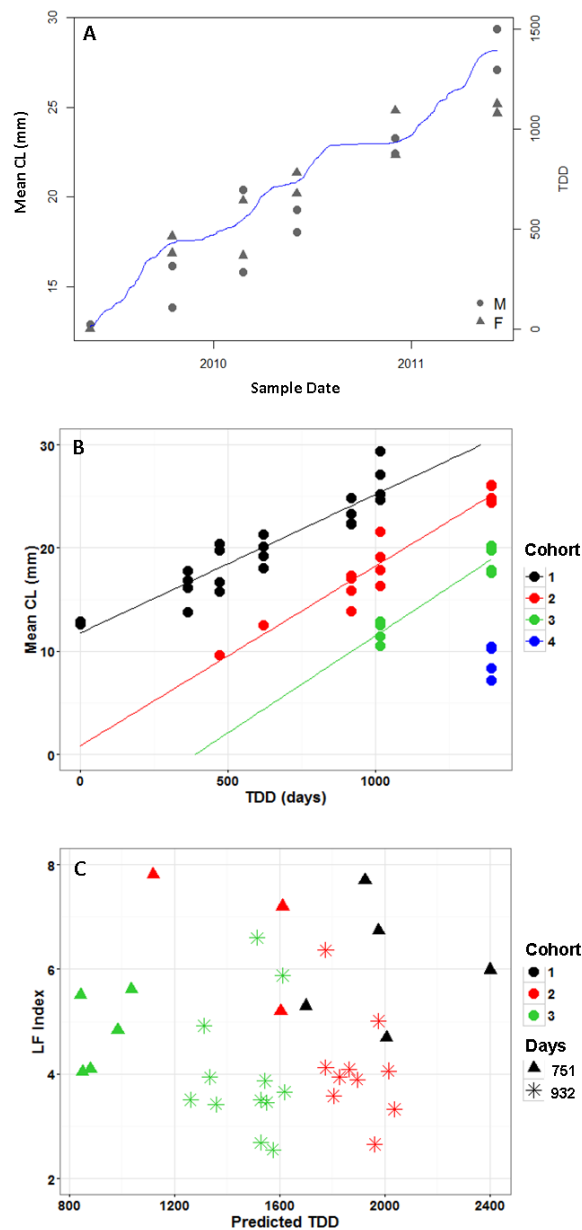 A
30
25
20
15
Mean CL (mm)
1500
1000
500
0
TDD
M
F
2010
2011
Sample Date
B
30
20
10
0
Mean CL (mm)
0
500
1000
TDD (days)
Cohort
1
2
3
4
C
8
6
4
2
LF Index
800
1200
1600
2000
2400
Predicted TDD
Cohort
1
2
3
Days
751
932